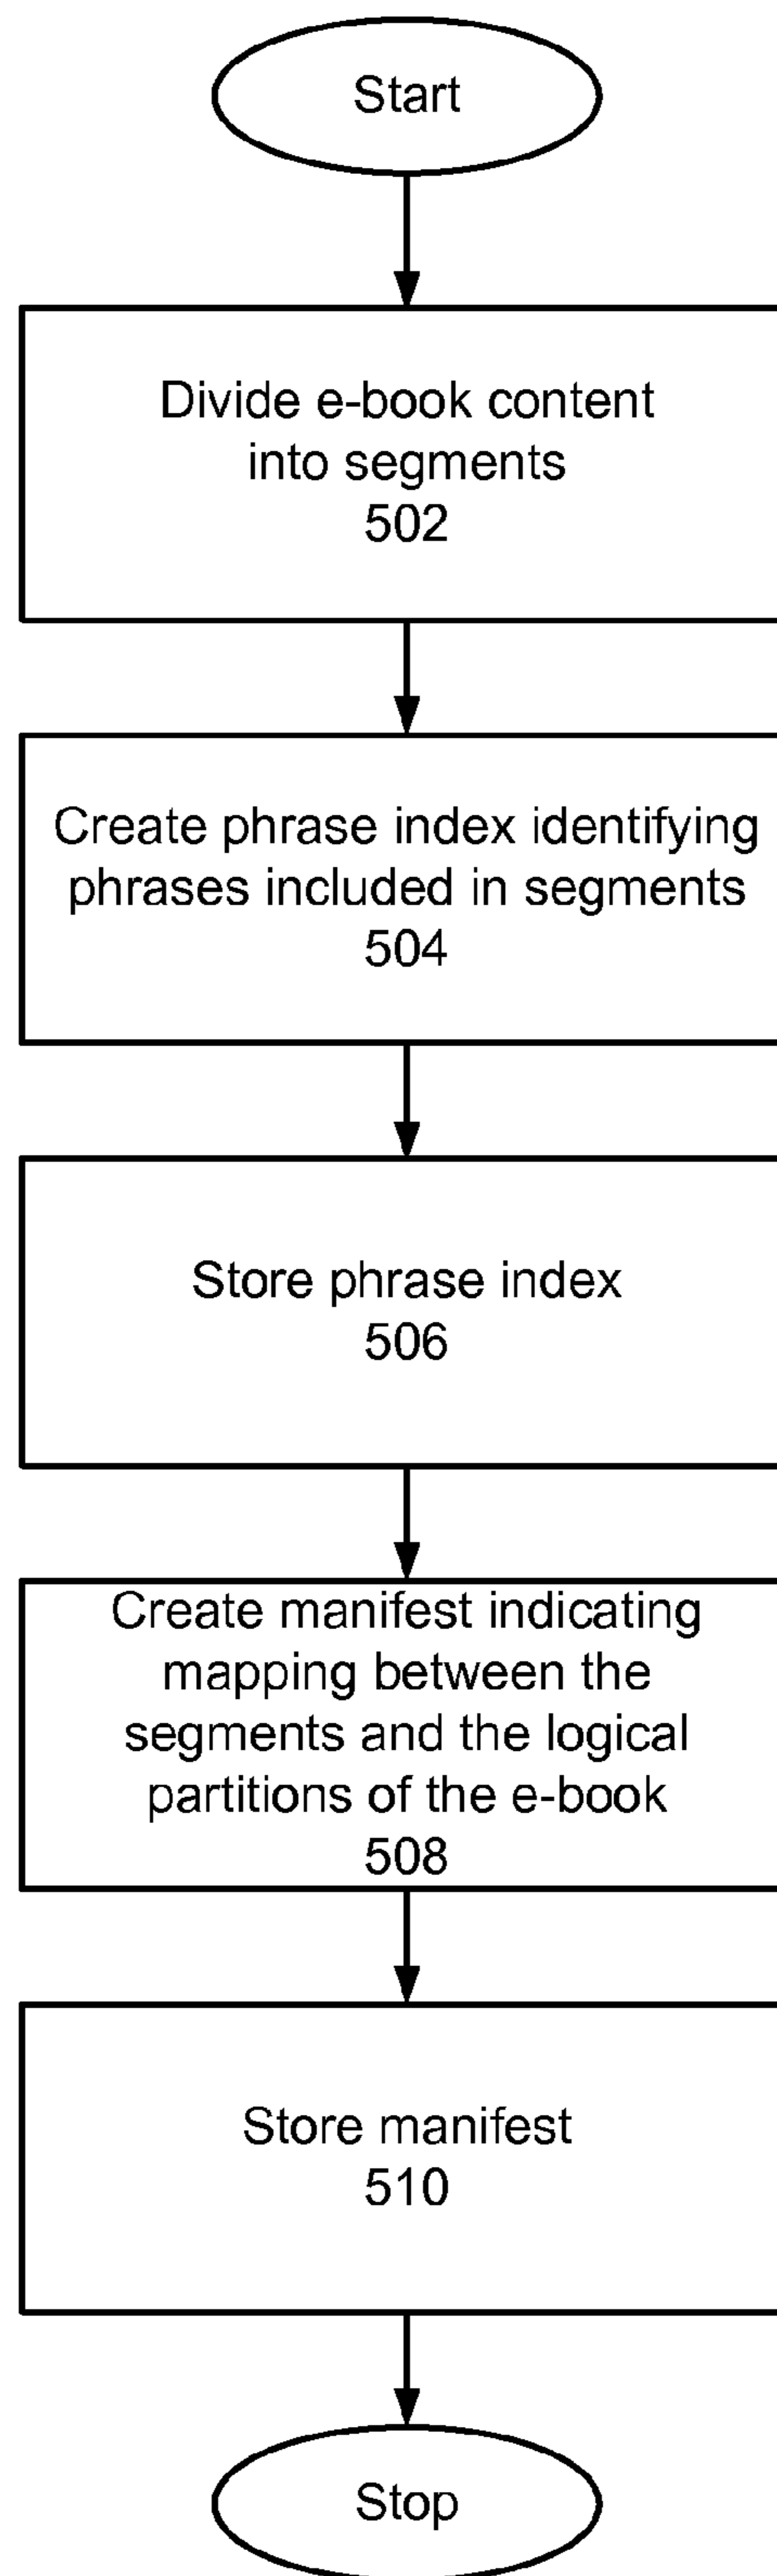 Start
Divide e-book content
into segments
502
Create phrase index identifying
phrases included in segments
504
Store phrase index
506
Create manifest indicating
mapping between the
segments and the logical
partitions of the e-book
508
Store manifest
510
Stop